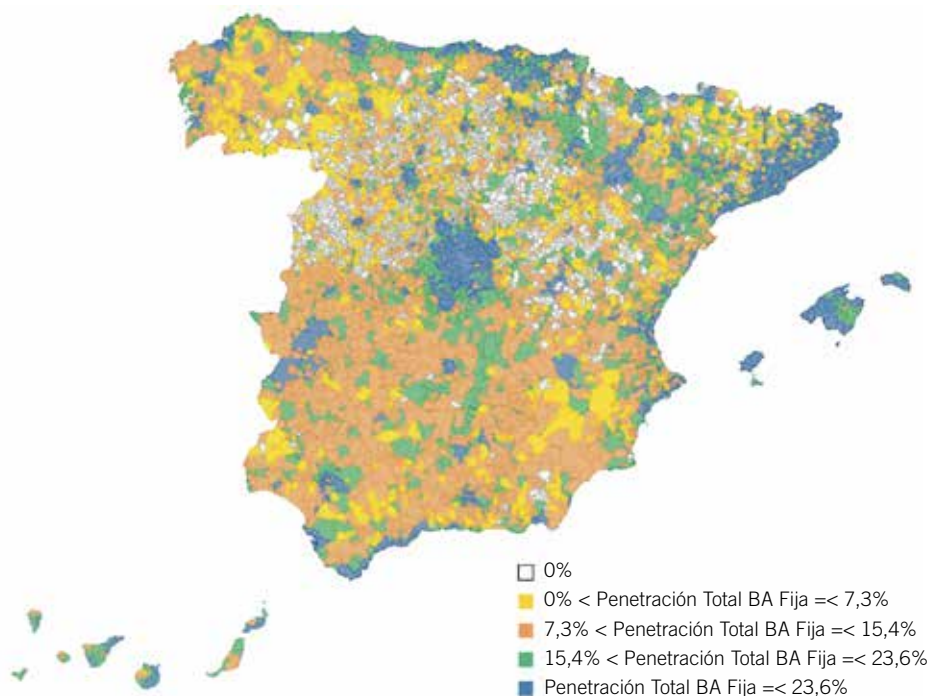 0%
0% < Penetración Total BA Fija =< 7,3%
7,3% < Penetración Total BA Fija =< 15,4%
15,4% < Penetración Total BA Fija =< 23,6%
Penetración Total BA Fija =< 23,6%